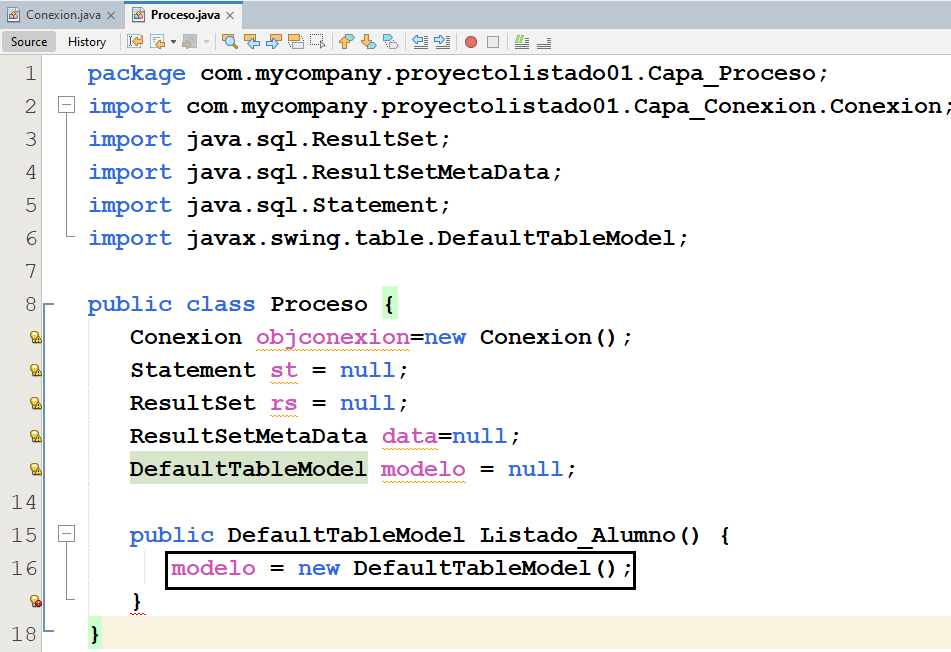 Conexion.java Proceso.java
Source History
1 package com.mycompany.proyectolistado01.Capa_Proceso;
2 import com.mycompany.proyectolistado01.Capa_Conexion.Conexion;
3 import java.sql.ResultSet;
4 import java.sql.ResultSetMetaData;
5 import java.sql.Statement;
6 import javax.swing.table.DefaultTableModel;
7
8 public class Proceso {
Conexion objconexion=new Conexion();
Statement st = null;
ResultSet rs = null;
ResultSetMetaData data=null;
DefaultTableModel modelo = null;
14
15 public DefaultTableModel Listado_Alumno() {
16 modelo = new DefaultTableModel();
}
18 }